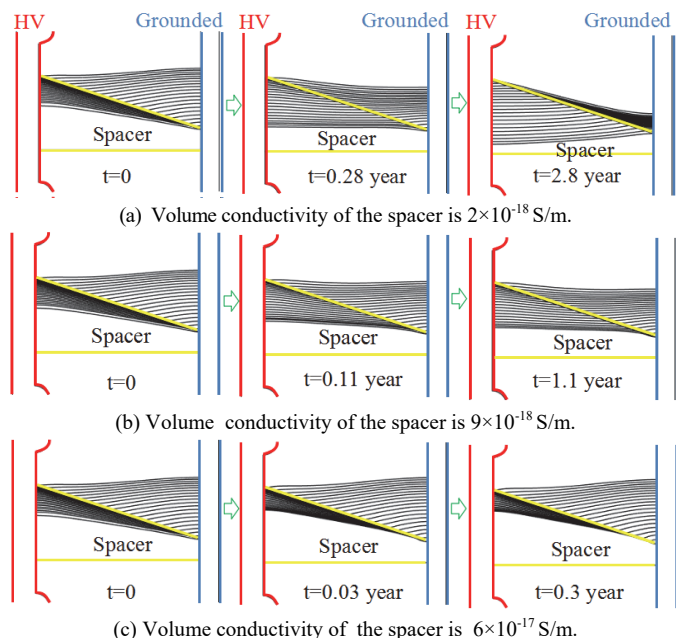 HV Grounded HV Grounded HV Grounded
Spacer Spacer Spacer
t=0 t=0.28 year t=2.8 year
(a) Volume conductivity of the spacer is 2×10⁻¹⁸ S/m.
Spacer Spacer Spacer
t=0 t=0.11 year t=1.1 year
(b) Volume conductivity of the spacer is 9×10⁻¹⁸ S/m.
Spacer Spacer Spacer
t=0 t=0.03 year t=0.3 year
(c) Volume conductivity of the spacer is 6×10⁻¹⁷ S/m.